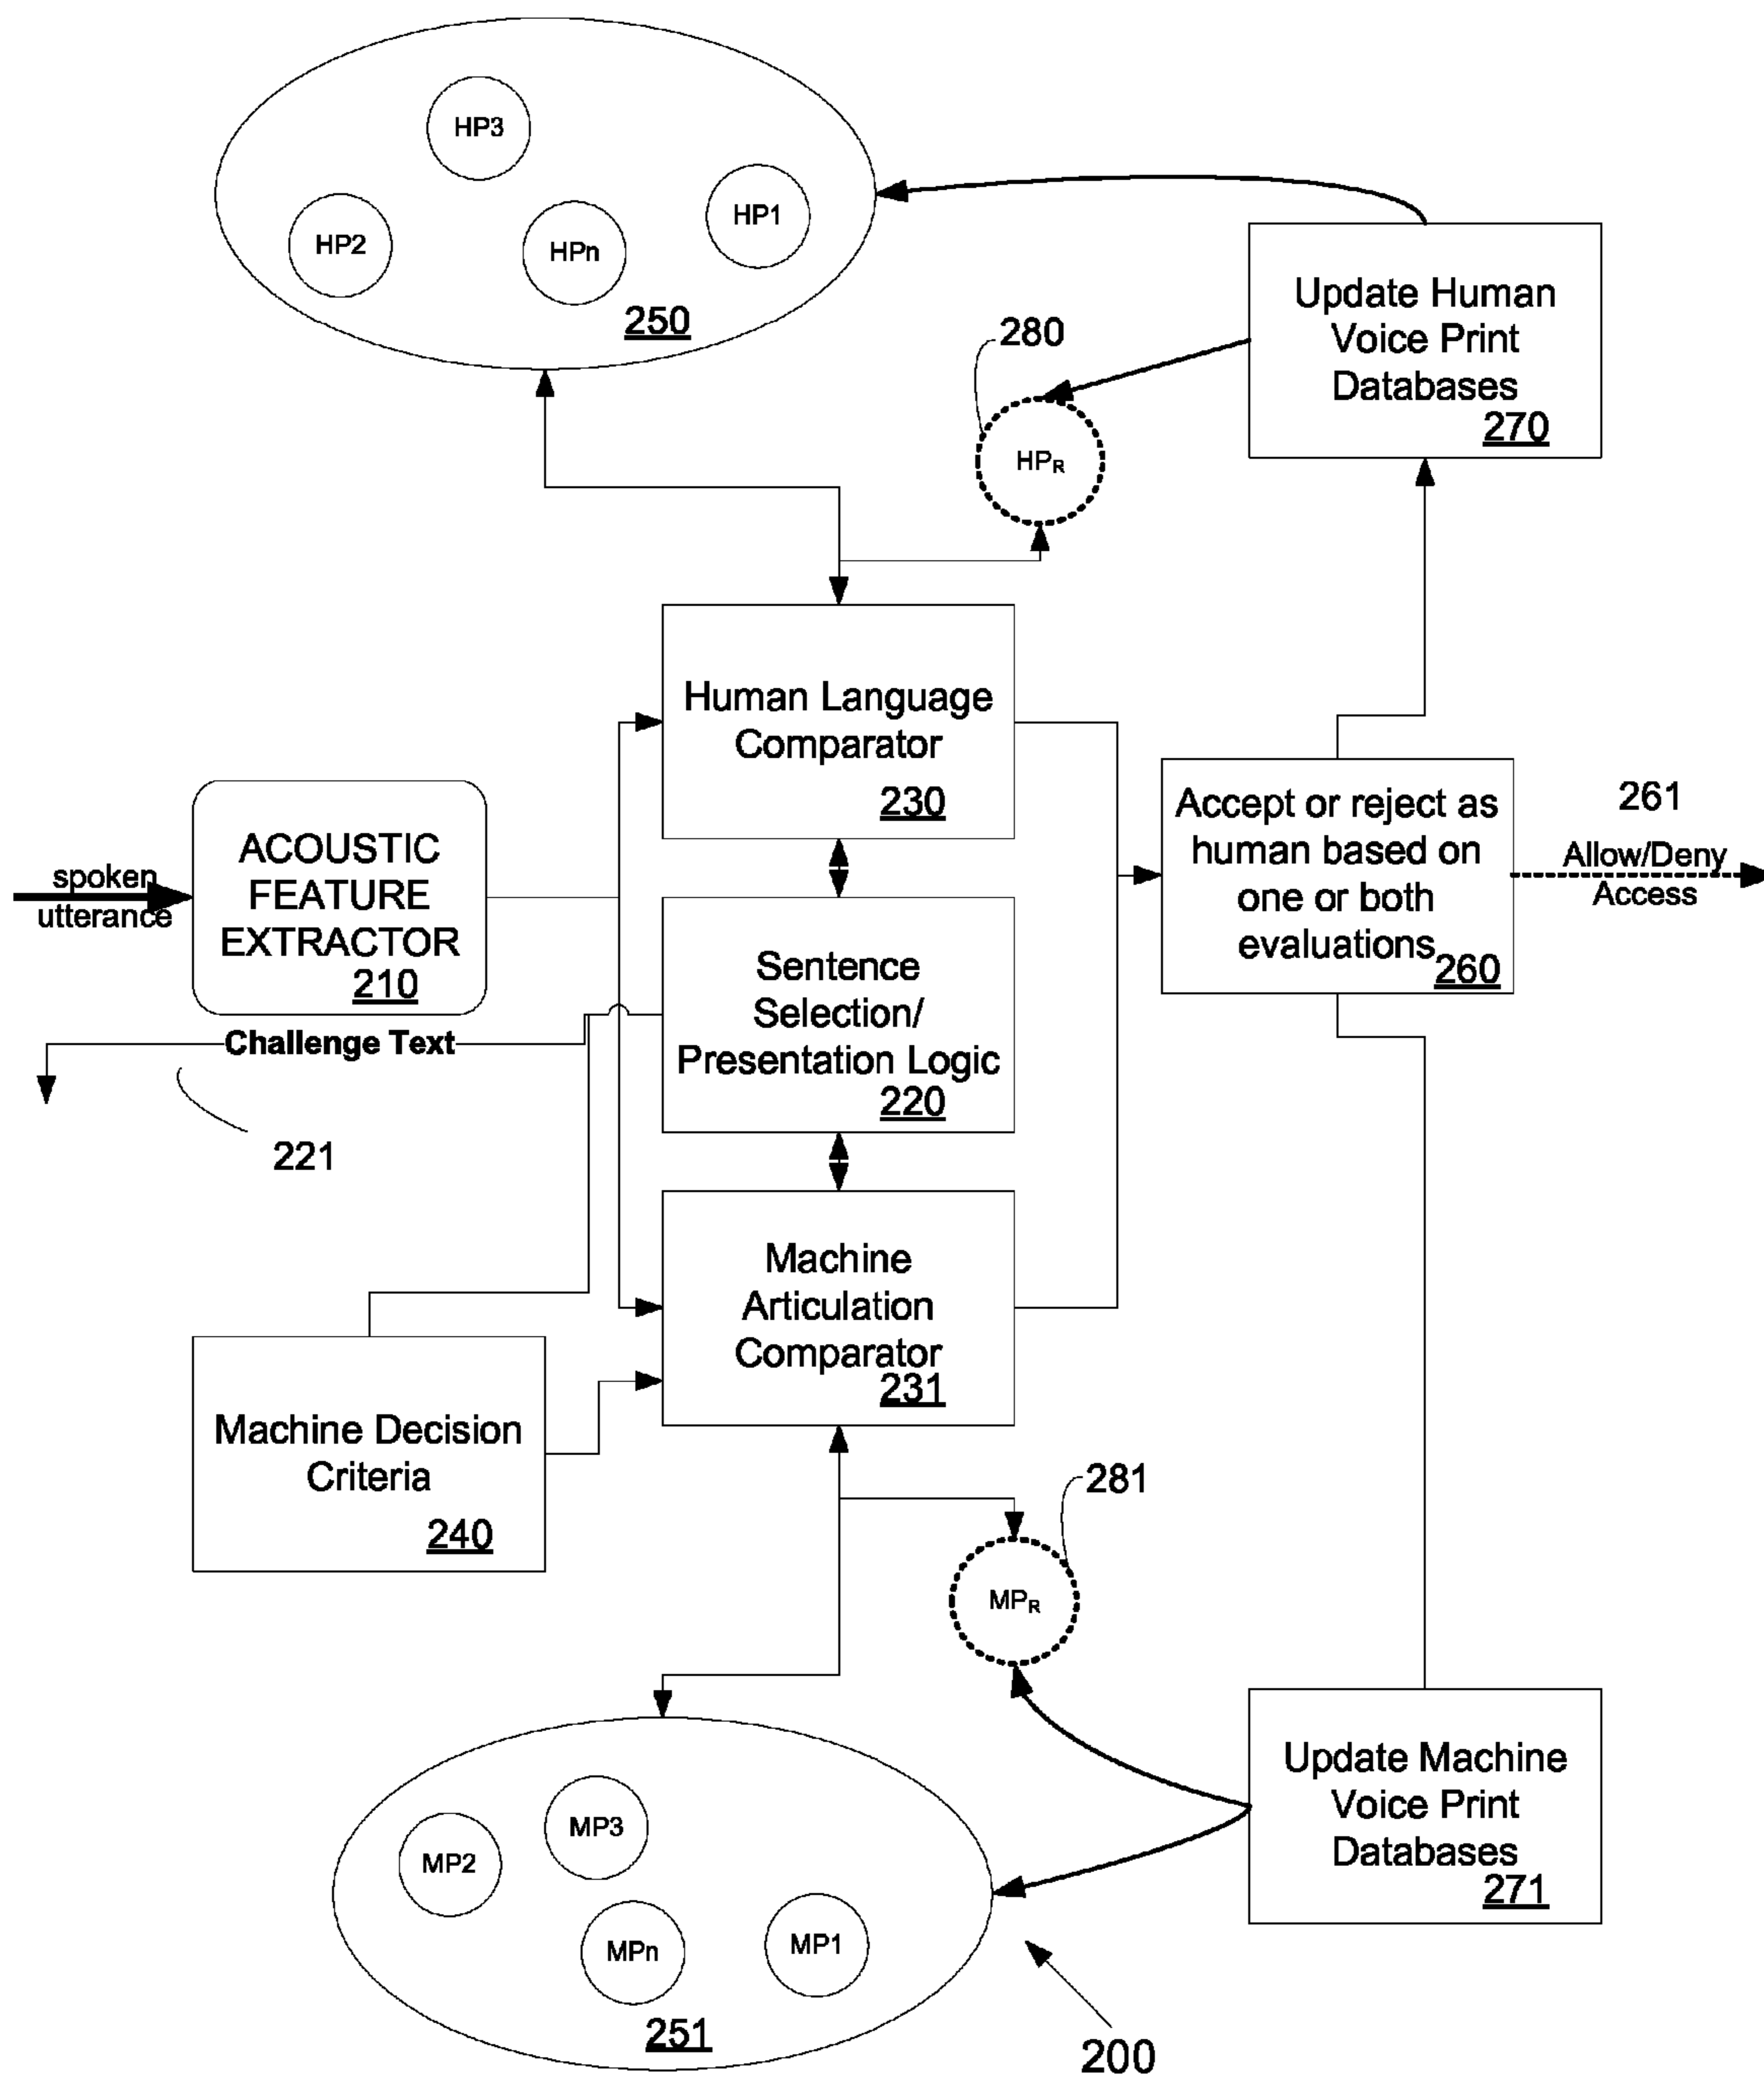 HP3
HP1
HP2
HPn
250
Update Human
Voice Print
Databases
270
280
HPR
Human Language
Comparator
230
spoken
utterance
ACOUSTIC
FEATURE
EXTRACTOR
210
Accept or reject as
human based on
one or both
evaluations
260
261
Allow/Deny
Access
Sentence
Selection/
Presentation Logic
220
Challenge Text
221
Machine
Articulation
Comparator
231
Machine Decision
Criteria
240
281
MPR
Update Machine
Voice Print
Databases
271
MP3
MP2
MPn
MP1
251
200